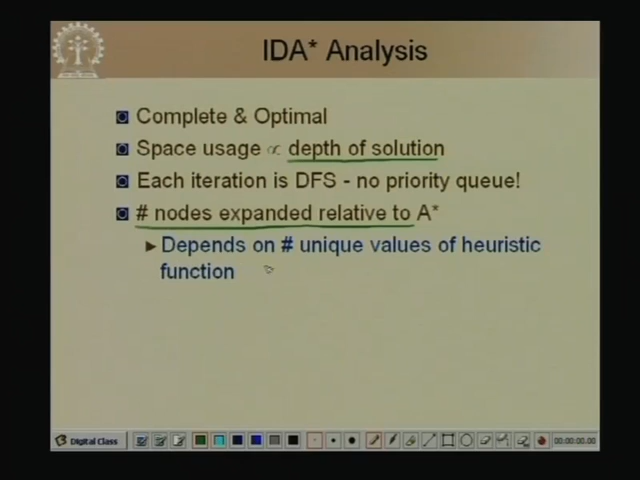 IDA* Analysis
Complete & Optimal
Space usage ∝ depth of solution
Each iteration is DFS - no priority queue!
# nodes expanded relative to A*
Depends on # unique values of heuristic
function
Digital Class
00:00:00.00